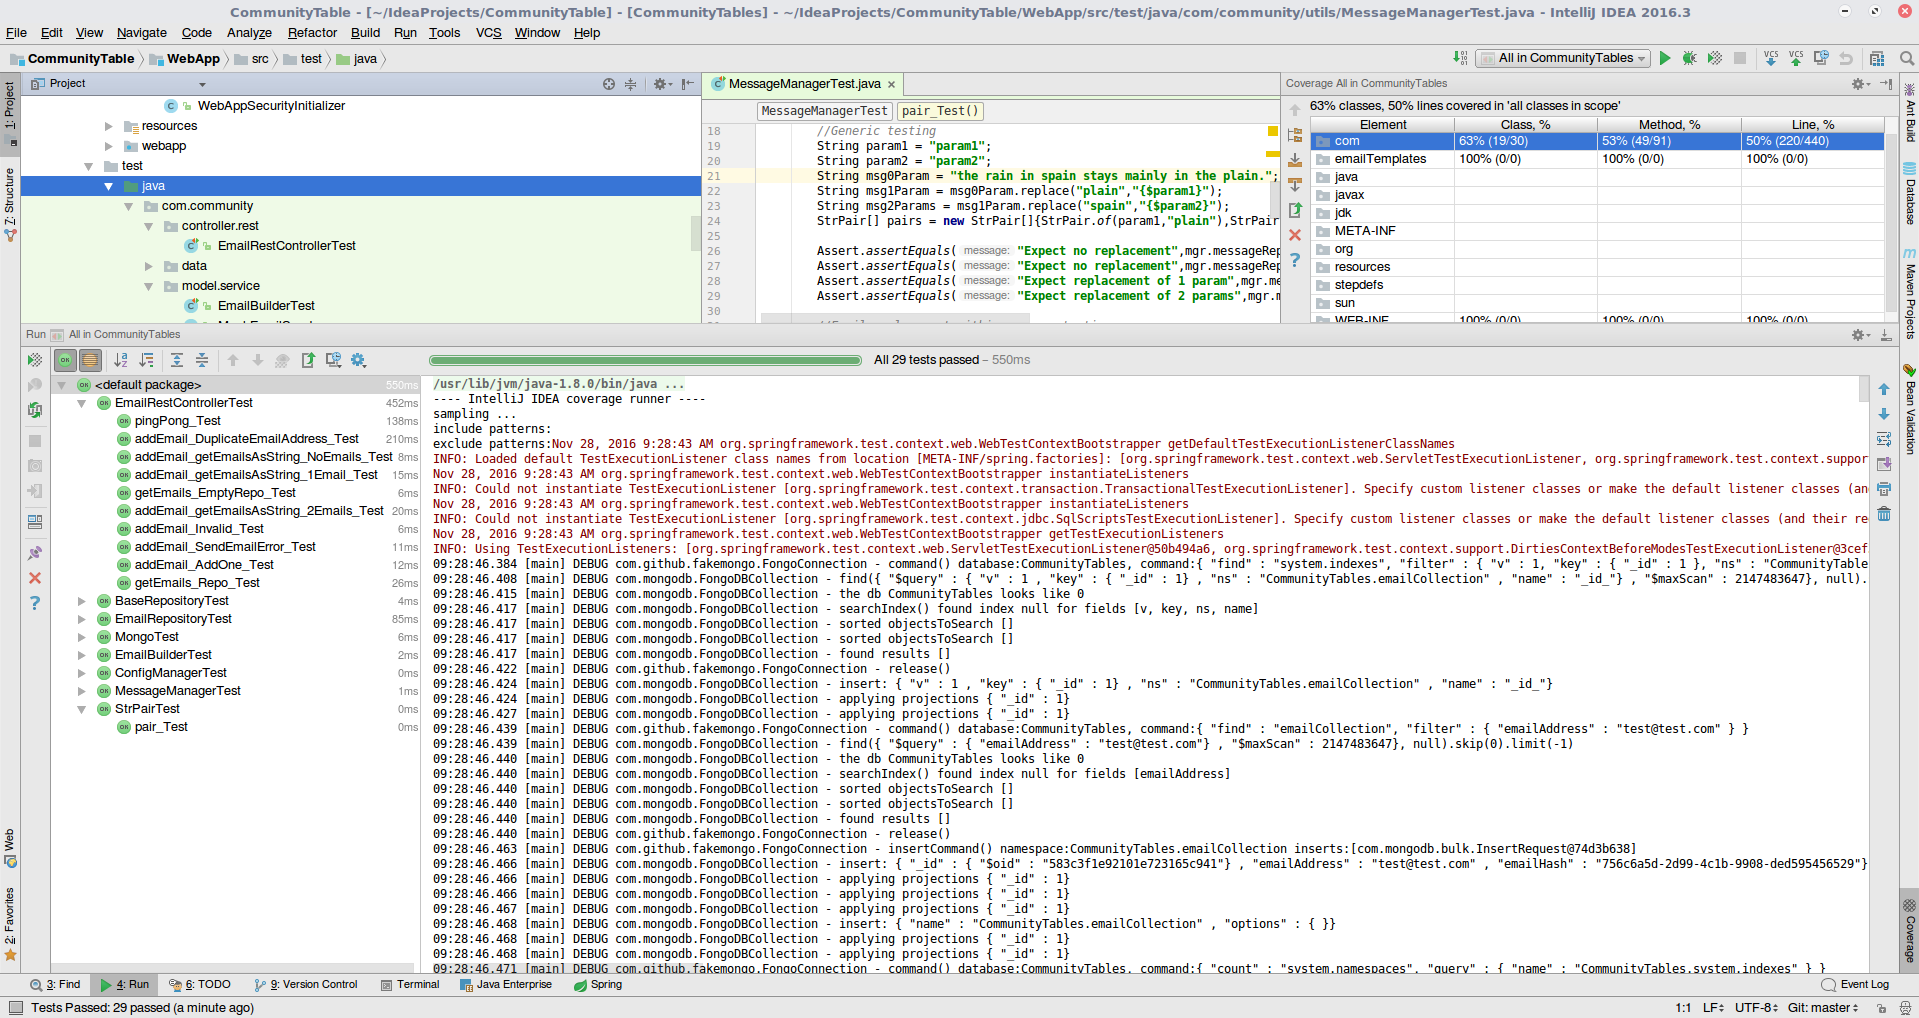 CommunityTable - [~/IdeaProjects/CommunityTable] - [CommunityTables] - ~/IdeaProjects/CommunityTable/WebApp/src/test/java/com/community/utils/MessageManagerTest.java - IntelliJ IDEA 2016.3
File Edit View Navigate Code Analyze Refactor Build Run Tools VCS Window Help
CommunityTable WebApp src test java
All in CommunityTables
1: Project
7: Structure
Web
2: Favorites
Project
WebAppSecurityInitializer
resources
webapp
test
java
com.community
controller.rest
EmailRestControllerTest
data
model.service
EmailBuilderTest
MessageManagerTest.java
MessageManagerTest pair_Test()
18 //Generic testing
19 String param1 = "param1";
20 String param2 = "param2";
21 String msg0Param = "the rain in spain stays mainly in the plain.";
22 String msg1Param = msg0Param.replace("plain","{$param1}");
23 String msg2Params = msg1Param.replace("spain","{$param2}");
24 StrPair[] pairs = new StrPair[]{StrPair.of(param1,"plain"),StrPair
25
26 Assert.assertEquals( message: "Expect no replacement",mgr.messageRep
27 Assert.assertEquals( message: "Expect no replacement",mgr.messageRep
28 Assert.assertEquals( message: "Expect replacement of 1 param",mgr.me
29 Assert.assertEquals( message: "Expect replacement of 2 params",mgr.m
30
Coverage All in CommunityTables
63% classes, 50% lines covered in 'all classes in scope'
Element Class, % Method, % Line, %
com 63% (19/30) 53% (49/91) 50% (220/440)
emailTemplates 100% (0/0) 100% (0/0) 100% (0/0)
java
javax
jdk
META-INF
org
resources
stepdefs
sun
WEB-INF 100% (0/0) 100% (0/0) 100% (0/0)
Ant Build
Database
Maven Projects
Bean Validation
Coverage
Run All in CommunityTables
All 29 tests passed – 550ms
<default package> 550ms
EmailRestControllerTest 452ms
pingPong_Test 138ms
addEmail_DuplicateEmailAddress_Test 210ms
addEmail_getEmailsAsString_NoEmails_Test 8ms
addEmail_getEmailsAsString_1Email_Test 15ms
getEmails_EmptyRepo_Test 6ms
addEmail_getEmailsAsString_2Emails_Test 20ms
addEmail_Invalid_Test 6ms
addEmail_SendEmailError_Test 11ms
addEmail_AddOne_Test 12ms
getEmails_Repo_Test 26ms
BaseRepositoryTest 4ms
EmailRepositoryTest 85ms
MongoTest 6ms
EmailBuilderTest 2ms
ConfigManagerTest 0ms
MessageManagerTest 1ms
StrPairTest 0ms
pair_Test 0ms
/usr/lib/jvm/java-1.8.0/bin/java ...
---- IntelliJ IDEA coverage runner ----
sampling ...
include patterns:
exclude patterns:Nov 28, 2016 9:28:43 AM org.springframework.test.context.web.WebTestContextBootstrapper getDefaultTestExecutionListenerClassNames
INFO: Loaded default TestExecutionListener class names from location [META-INF/spring.factories]: [org.springframework.test.context.web.ServletTestExecutionListener, org.springframework.test.context.suppor
Nov 28, 2016 9:28:43 AM org.springframework.test.context.web.WebTestContextBootstrapper instantiateListeners
INFO: Could not instantiate TestExecutionListener [org.springframework.test.context.transaction.TransactionalTestExecutionListener]. Specify custom listener classes or make the default listener classes (an
Nov 28, 2016 9:28:43 AM org.springframework.test.context.web.WebTestContextBootstrapper instantiateListeners
INFO: Could not instantiate TestExecutionListener [org.springframework.test.context.jdbc.SqlScriptsTestExecutionListener]. Specify custom listener classes or make the default listener classes (and their re
Nov 28, 2016 9:28:43 AM org.springframework.test.context.web.WebTestContextBootstrapper getTestExecutionListeners
INFO: Using TestExecutionListeners: [org.springframework.test.context.web.ServletTestExecutionListener@50b494a6, org.springframework.test.context.support.DirtiesContextBeforeModesTestExecutionListener@3cef
09:28:46.384 [main] DEBUG com.github.fakemongo.FongoConnection - command() database:CommunityTables, command:{ "find" : "system.indexes", "filter" : { "v" : 1, "key" : { "_id" : 1 }, "ns" : "CommunityTable
09:28:46.408 [main] DEBUG com.mongodb.FongoDBCollection - find({ "$query" : { "v" : 1 , "key" : { "_id" : 1} , "ns" : "CommunityTables.emailCollection" , "name" : "_id_"} , "$maxScan" : 2147483647}, null).
09:28:46.415 [main] DEBUG com.mongodb.FongoDBCollection - the db CommunityTables looks like 0
09:28:46.417 [main] DEBUG com.mongodb.FongoDBCollection - searchIndex() found index null for fields [v, key, ns, name]
09:28:46.417 [main] DEBUG com.mongodb.FongoDBCollection - sorted objectsToSearch []
09:28:46.417 [main] DEBUG com.mongodb.FongoDBCollection - sorted objectsToSearch []
09:28:46.417 [main] DEBUG com.mongodb.FongoDBCollection - found results []
09:28:46.422 [main] DEBUG com.github.fakemongo.FongoConnection - release()
09:28:46.424 [main] DEBUG com.mongodb.FongoDBCollection - insert: { "v" : 1 , "key" : { "_id" : 1} , "ns" : "CommunityTables.emailCollection" , "name" : "_id_"}
09:28:46.424 [main] DEBUG com.mongodb.FongoDBCollection - applying projections { "_id" : 1}
09:28:46.427 [main] DEBUG com.mongodb.FongoDBCollection - applying projections { "_id" : 1}
09:28:46.439 [main] DEBUG com.github.fakemongo.FongoConnection - command() database:CommunityTables, command:{ "find" : "emailCollection", "filter" : { "emailAddress" : "test@test.com" } }
09:28:46.439 [main] DEBUG com.mongodb.FongoDBCollection - find({ "$query" : { "emailAddress" : "test@test.com"} , "$maxScan" : 2147483647}, null).skip(0).limit(-1)
09:28:46.440 [main] DEBUG com.mongodb.FongoDBCollection - the db CommunityTables looks like 0
09:28:46.440 [main] DEBUG com.mongodb.FongoDBCollection - searchIndex() found index null for fields [emailAddress]
09:28:46.440 [main] DEBUG com.mongodb.FongoDBCollection - sorted objectsToSearch []
09:28:46.440 [main] DEBUG com.mongodb.FongoDBCollection - sorted objectsToSearch []
09:28:46.440 [main] DEBUG com.mongodb.FongoDBCollection - found results []
09:28:46.440 [main] DEBUG com.github.fakemongo.FongoConnection - release()
09:28:46.463 [main] DEBUG com.github.fakemongo.FongoConnection - insertCommand() namespace:CommunityTables.emailCollection inserts:[com.mongodb.bulk.InsertRequest@74d3b638]
09:28:46.466 [main] DEBUG com.mongodb.FongoDBCollection - insert: { "_id" : { "$oid" : "583c3f1e92101e723165c941"} , "emailAddress" : "test@test.com" , "emailHash" : "756c6a5d-2d99-4c1b-9908-ded595456529"}
09:28:46.466 [main] DEBUG com.mongodb.FongoDBCollection - applying projections { "_id" : 1}
09:28:46.466 [main] DEBUG com.mongodb.FongoDBCollection - applying projections { "_id" : 1}
09:28:46.467 [main] DEBUG com.mongodb.FongoDBCollection - applying projections { "_id" : 1}
09:28:46.468 [main] DEBUG com.mongodb.FongoDBCollection - insert: { "name" : "CommunityTables.emailCollection" , "options" : { }}
09:28:46.468 [main] DEBUG com.mongodb.FongoDBCollection - applying projections { "_id" : 1}
09:28:46.468 [main] DEBUG com.mongodb.FongoDBCollection - applying projections { "_id" : 1}
09:28:46.471 [main] DEBUG com.github.fakemongo.FongoConnection - command() database:CommunityTables, command:{ "count" : "system.namespaces", "query" : { "name" : "CommunityTables.system.indexes" } }
3: Find 4: Run 6: TODO 9: Version Control Terminal Java Enterprise Spring Event Log
Tests Passed: 29 passed (a minute ago) 1:1 LF UTF-8 Git: master